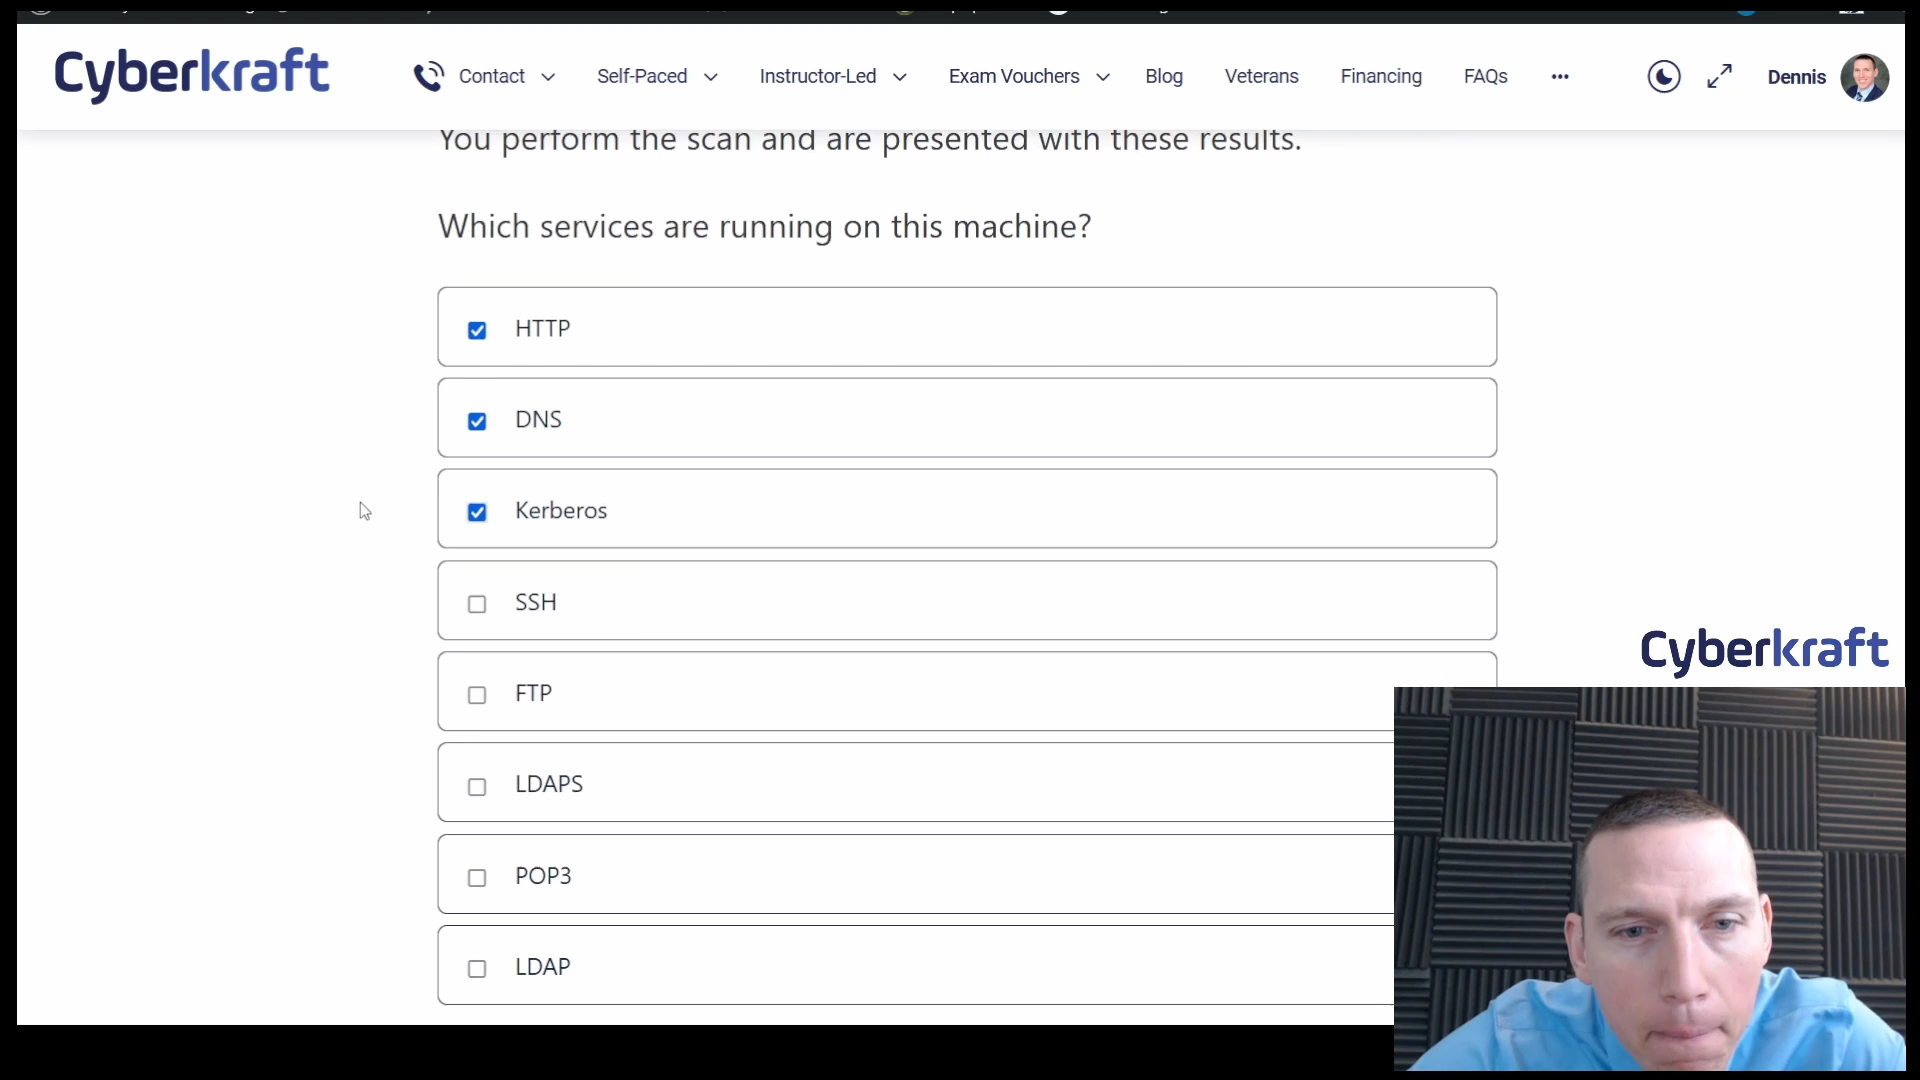 Cyberkraft
Contact
Self-Paced
Instructor-Led
Exam Vouchers
Blog
Veterans
Financing
FAQs
•••
Dennis
You perform the scan and are presented with these results.
Which services are running on this machine?
HTTP
DNS
Kerberos
SSH
FTP
LDAPS
POP3
LDAP
Cyberkraft